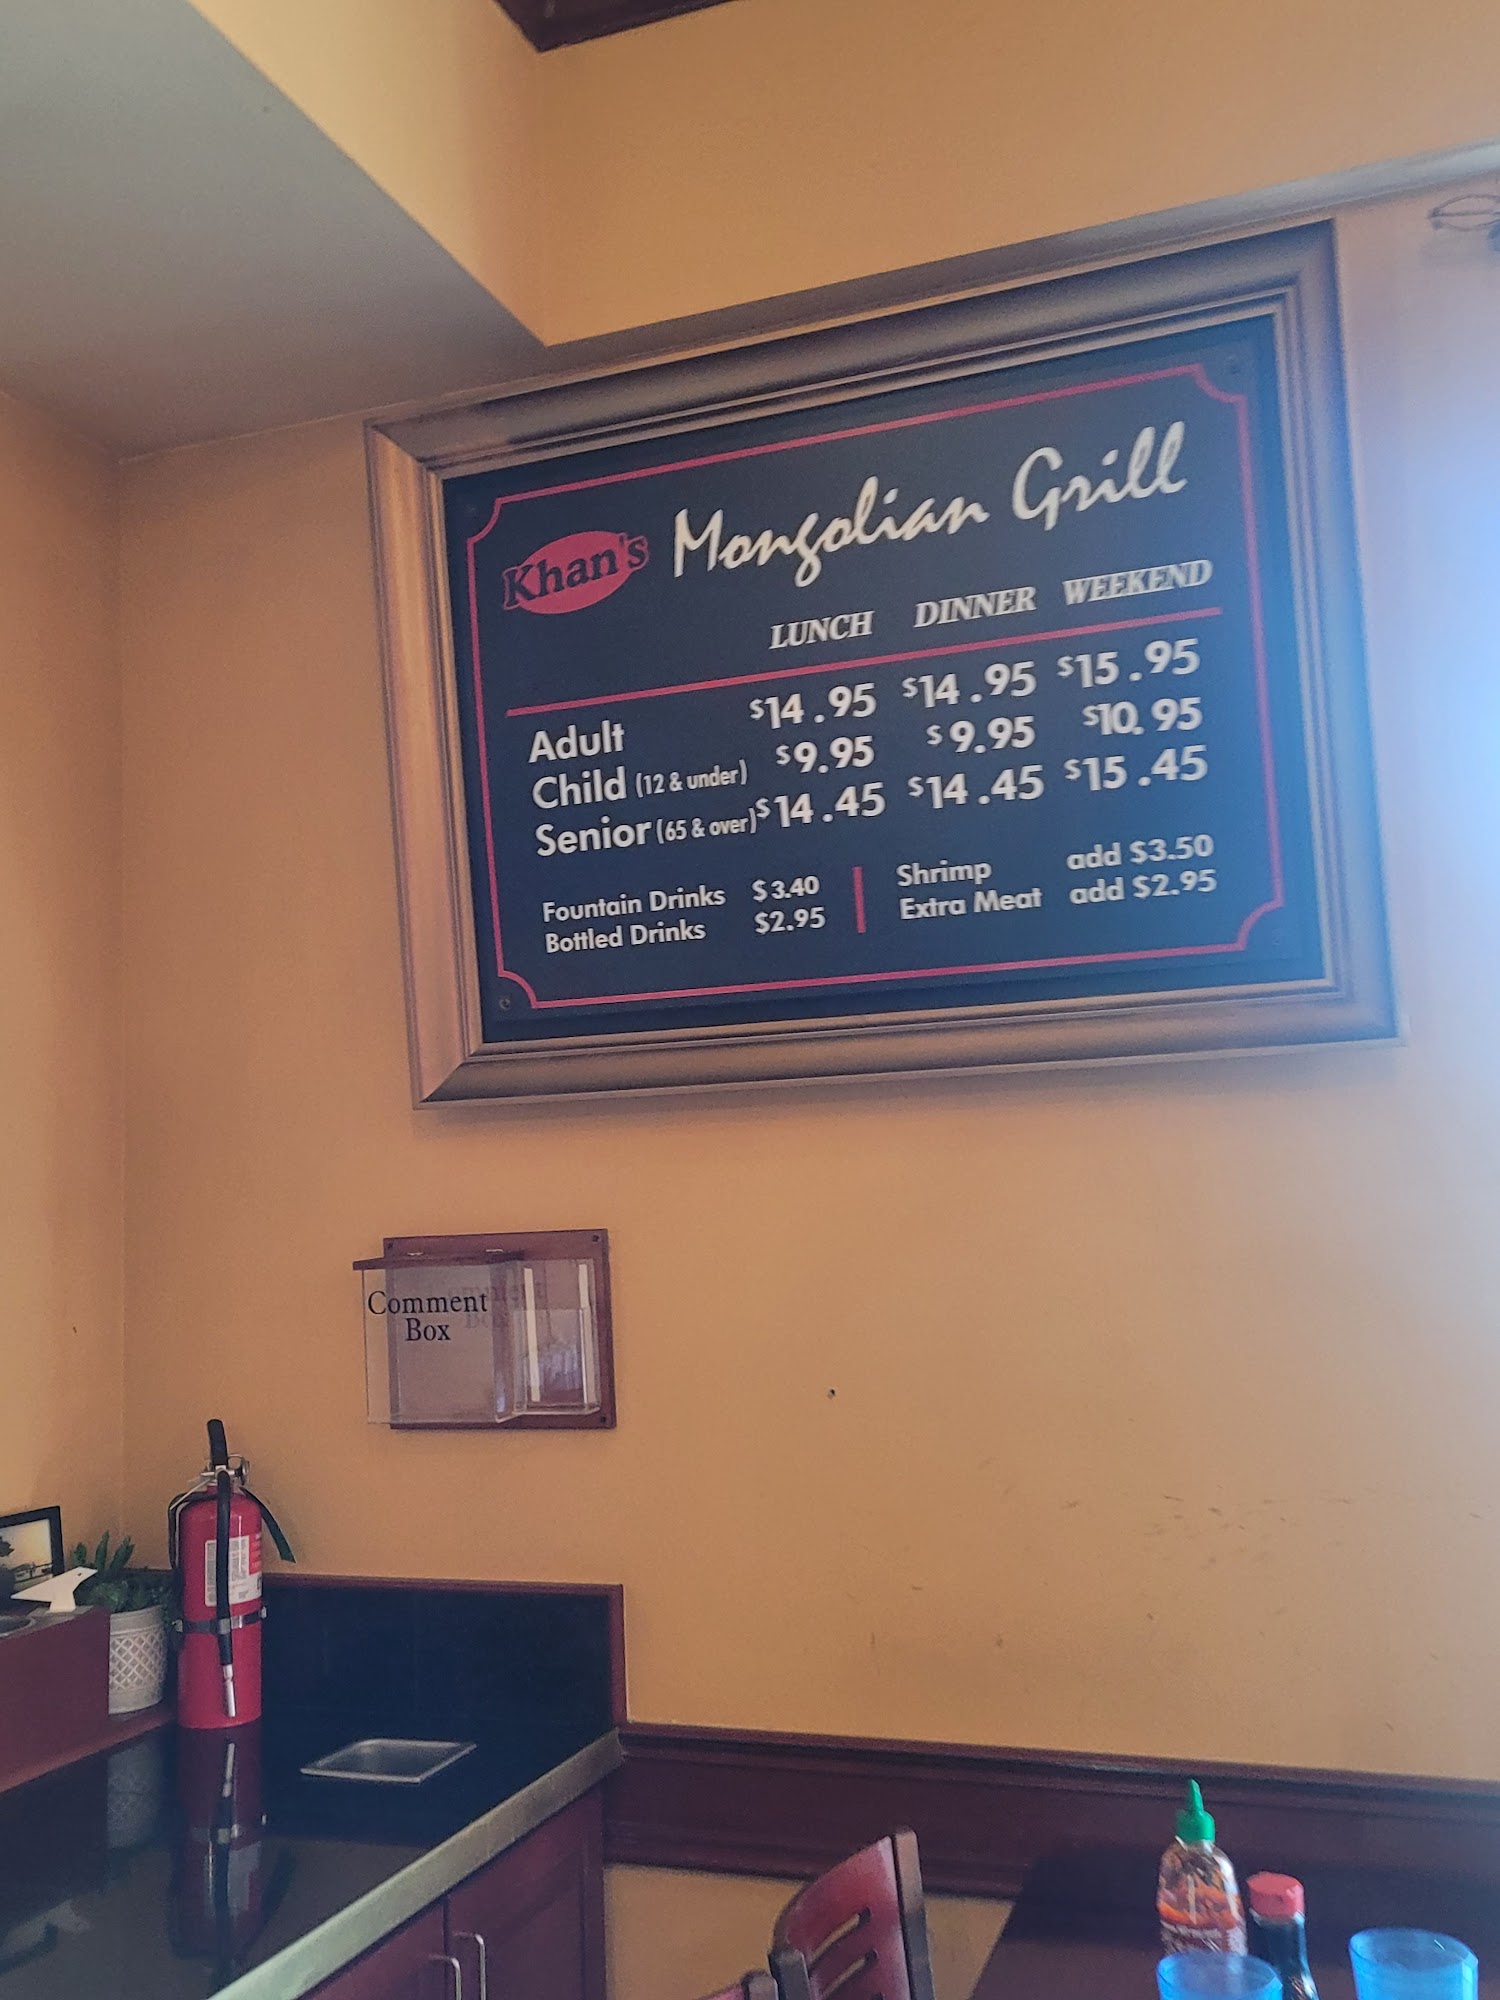 Khan's Mongolian Grill
LUNCH DINNER WEEKEND
Adult $14.95 $14.95 $15.95
Child (12 & under) $9.95 $9.95 $10.95
Senior (65 & over) $14.45 $14.45 $15.45
Fountain Drinks $3.40
Bottled Drinks $2.95
Shrimp add $3.50
Extra Meat add $2.95
Comment
Box